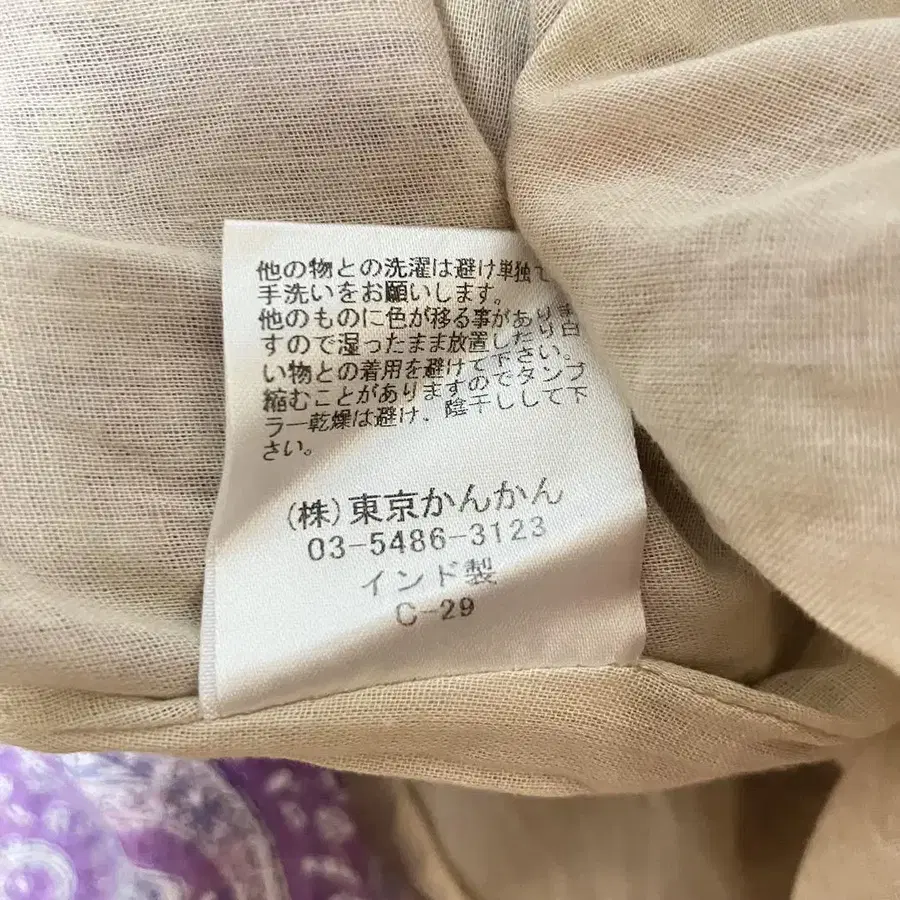 他の物との洗濯は避け単独で
手洗いをお願いします。
他のものに色が移る事がありま
すので湿ったまま放置したり白
い物との着用を避けて下さい。
縮むことがありますのでタンブ
ラー乾燥は避け、陰干しして下
さい。
(株)東京かんかん
03-5486-3123
インド製
C-29